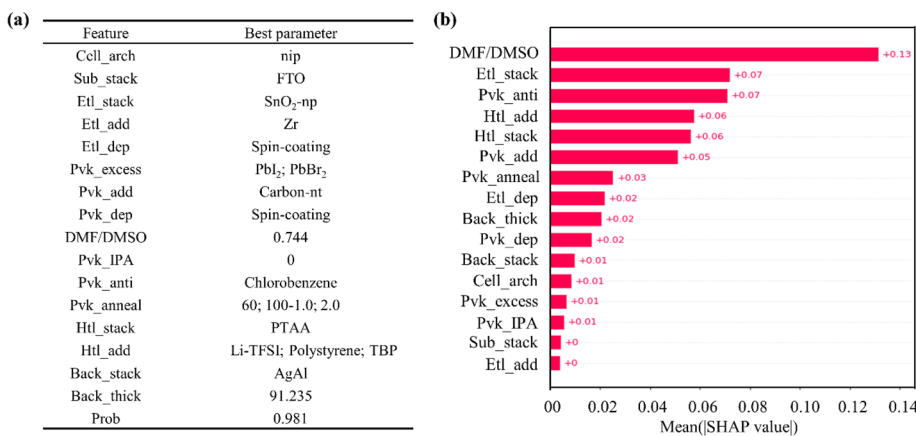 (a)
Feature Best parameter
Cell_arch nip
Sub_stack FTO
Etl_stack SnO₂-np
Etl_add Zr
Etl_dep Spin-coating
Pvk_excess PbI₂; PbBr₂
Pvk_add Carbon-nt
Pvk_dep Spin-coating
DMF/DMSO 0.744
Pvk_IPA 0
Pvk_anti Chlorobenzene
Pvk_anneal 60; 100-1.0; 2.0
Htl_stack PTAA
Htl_add Li-TFSI; Polystyrene; TBP
Back_stack AgAl
Back_thick 91.235
Prob 0.981
(b)
DMF/DMSO +0.13
Etl_stack +0.07
Pvk_anti +0.07
Htl_add +0.06
Htl_stack +0.06
Pvk_add +0.05
Pvk_anneal +0.03
Etl_dep +0.02
Back_thick +0.02
Pvk_dep +0.02
Back_stack +0.01
Cell_arch +0.01
Pvk_excess +0.01
Pvk_IPA +0.01
Sub_stack +0
Etl_add +0
00 0.02 0.04 0.06 0.08 0.10 0.12 0.14
Mean(|SHAP value|)